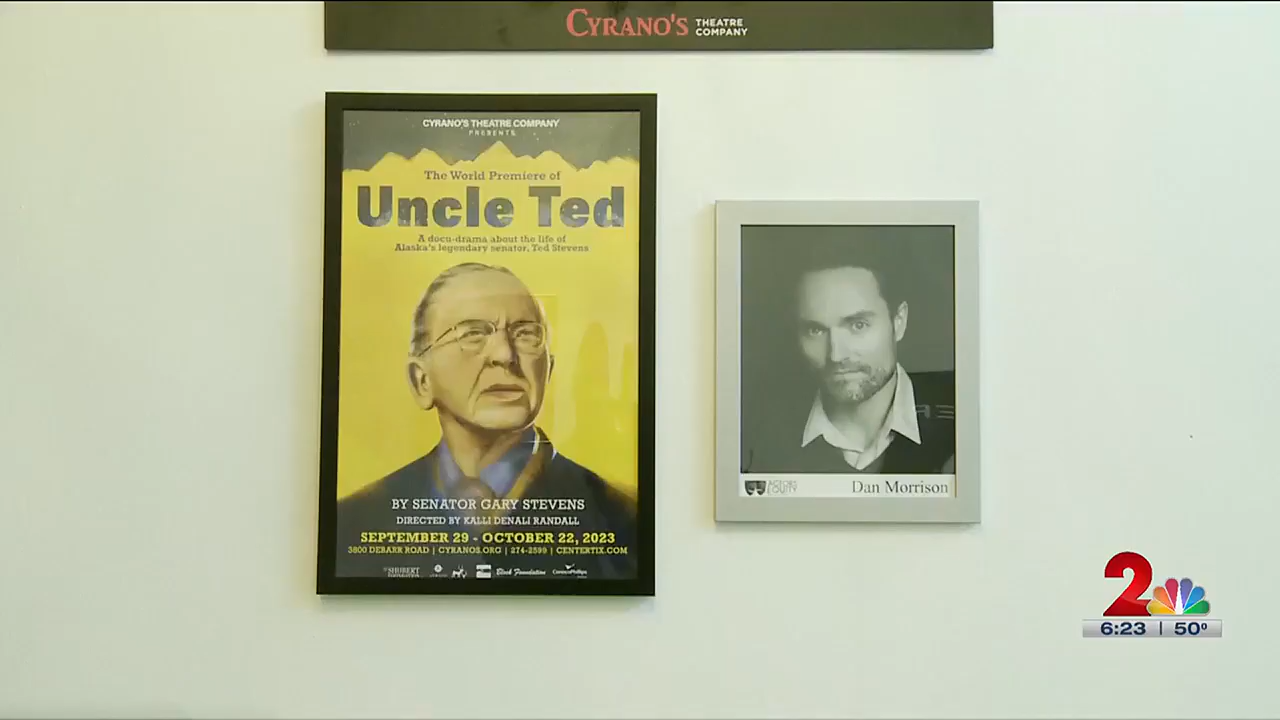 CYRANO'S THEATRE COMPANY
CYRANO'S THEATRE COMPANY
PRESENTS
The World Premiere of
Uncle Ted
A docu-drama about the life of
Alaska's legendary senator, Ted Stevens
BY SENATOR GARY STEVENS
DIRECTED BY KALLI DENALI RANDALL
SEPTEMBER 29 - OCTOBER 22, 2023
3800 DEBARR ROAD | CYRANOS.ORG | 274-2599 | CENTERTIX.COM
ACTORS
EQUITY
Dan Morrison
2
6:23 | 50°